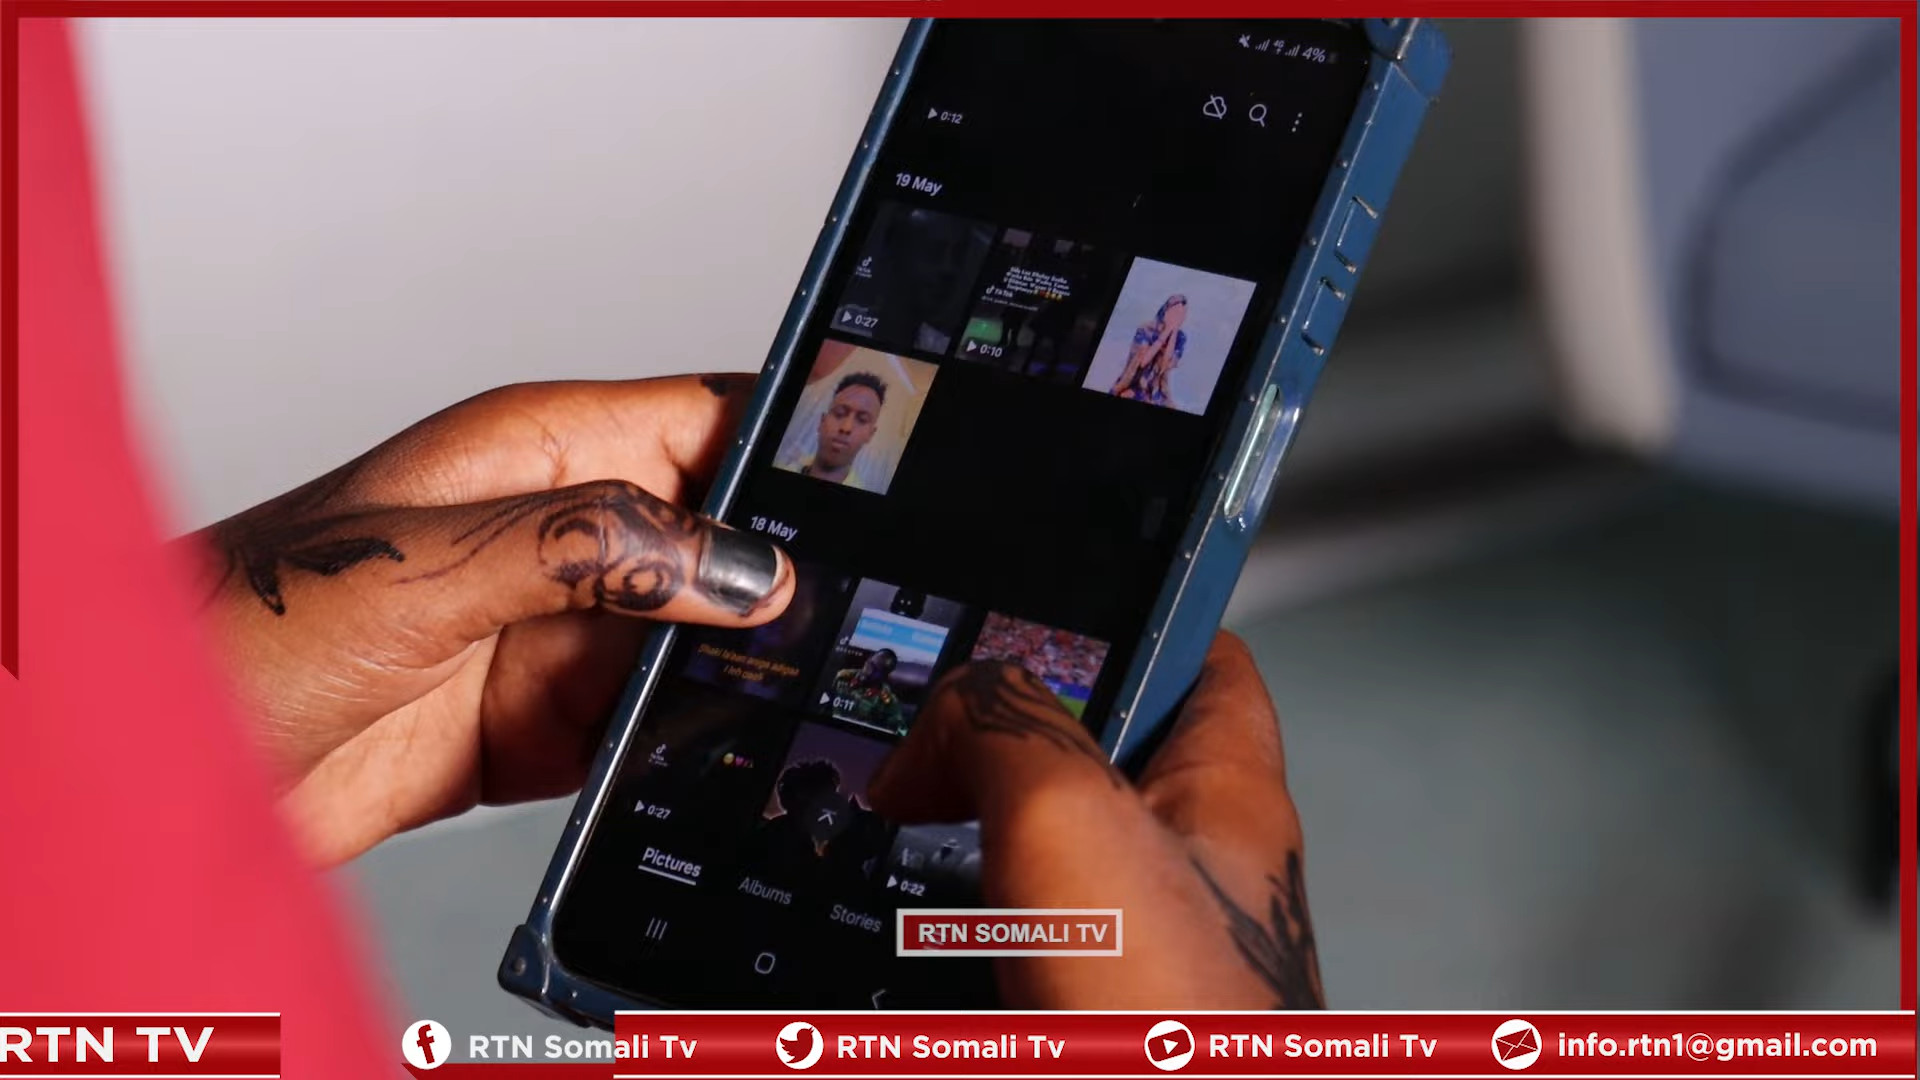 4%
0:12
19 May
0:27
TikTok
0:10
18 May
0:11
0:27
0:22
Pictures
Albums
Stories
RTN SOMALI TV
RTN TV
RTN Somali Tv
RTN Somali Tv
RTN Somali Tv
info.rtn1@gmail.com